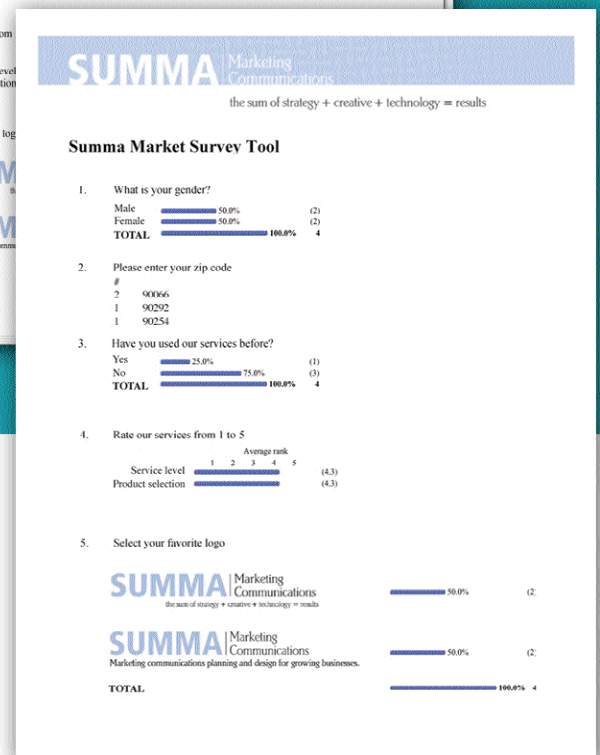 om
evel
tion
log
M
M
SUMMA Marketing
Communications
the sum of strategy + creative + technology = results
Summa Market Survey Tool
1. What is your gender?
Male 50.0% (2)
Female 50.0% (2)
TOTAL 100.0% 4
2. Please enter your zip code
#
2 90066
1 90292
1 90254
3. Have you used our services before?
Yes 25.0% (1)
No 75.0% (3)
TOTAL 100.0% 4
4. Rate our services from 1 to 5
Average rank
1 2 3 4 5
Service level (4.3)
Product selection (4.3)
5. Select your favorite logo
SUMMA Marketing
Communications 50.0% (2
the sum of strategy + creative + technology = results
SUMMA Marketing
Communications 50.0% (2
Marketing communications planning and design for growing businesses.
TOTAL 100.0% 4